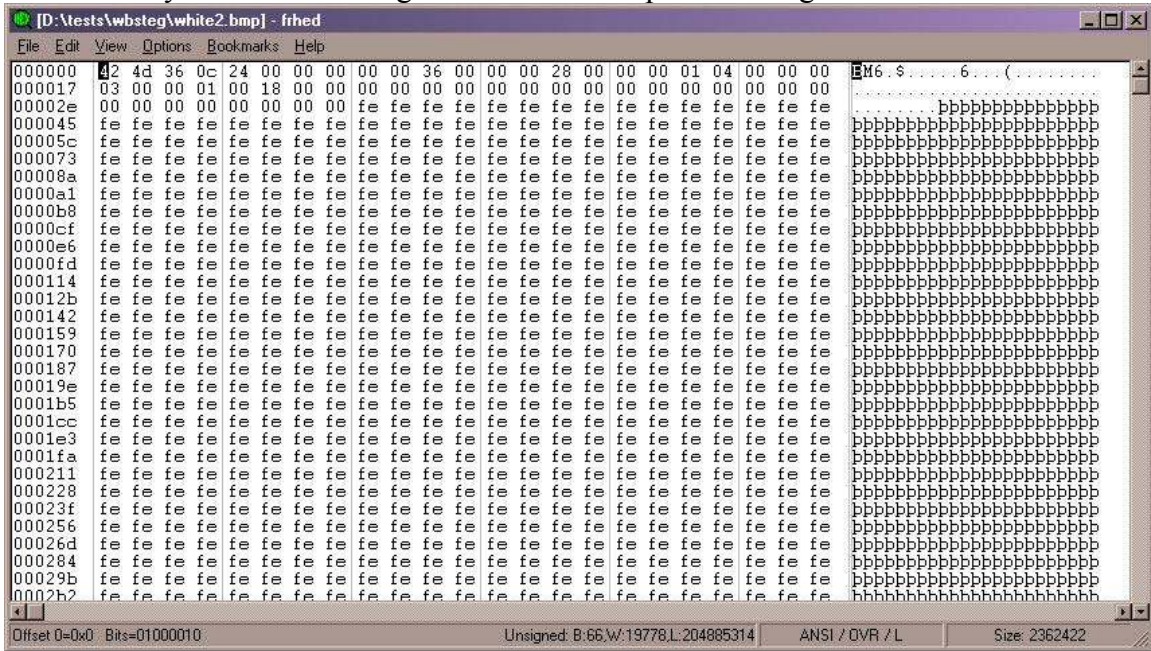 [D:\tests\wbsteg\white2.bmp] - frhed
File Edit View Options Bookmarks Help
000000 42 4d 36 0c 24 00 00 00 00 00 36 00 00 00 28 00 00 00 01 04 00 00 00 BM6.$.....6...(........
000017 03 00 00 01 00 18 00 00 00 00 00 00 00 00 00 00 00 00 00 00 00 00 00 .......................
00002e 00 00 00 00 00 00 00 00 fe fe fe fe fe fe fe fe fe fe fe fe fe fe fe ........þþþþþþþþþþþþþþþ
000045 fe fe fe fe fe fe fe fe fe fe fe fe fe fe fe fe fe fe fe fe fe fe fe þþþþþþþþþþþþþþþþþþþþþþþ
00005c fe fe fe fe fe fe fe fe fe fe fe fe fe fe fe fe fe fe fe fe fe fe fe þþþþþþþþþþþþþþþþþþþþþþþ
000073 fe fe fe fe fe fe fe fe fe fe fe fe fe fe fe fe fe fe fe fe fe fe fe þþþþþþþþþþþþþþþþþþþþþþþ
00008a fe fe fe fe fe fe fe fe fe fe fe fe fe fe fe fe fe fe fe fe fe fe fe þþþþþþþþþþþþþþþþþþþþþþþ
0000a1 fe fe fe fe fe fe fe fe fe fe fe fe fe fe fe fe fe fe fe fe fe fe fe þþþþþþþþþþþþþþþþþþþþþþþ
0000b8 fe fe fe fe fe fe fe fe fe fe fe fe fe fe fe fe fe fe fe fe fe fe fe þþþþþþþþþþþþþþþþþþþþþþþ
0000cf fe fe fe fe fe fe fe fe fe fe fe fe fe fe fe fe fe fe fe fe fe fe fe þþþþþþþþþþþþþþþþþþþþþþþ
0000e6 fe fe fe fe fe fe fe fe fe fe fe fe fe fe fe fe fe fe fe fe fe fe fe þþþþþþþþþþþþþþþþþþþþþþþ
0000fd fe fe fe fe fe fe fe fe fe fe fe fe fe fe fe fe fe fe fe fe fe fe fe þþþþþþþþþþþþþþþþþþþþþþþ
000114 fe fe fe fe fe fe fe fe fe fe fe fe fe fe fe fe fe fe fe fe fe fe fe þþþþþþþþþþþþþþþþþþþþþþþ
00012b fe fe fe fe fe fe fe fe fe fe fe fe fe fe fe fe fe fe fe fe fe fe fe þþþþþþþþþþþþþþþþþþþþþþþ
000142 fe fe fe fe fe fe fe fe fe fe fe fe fe fe fe fe fe fe fe fe fe fe fe þþþþþþþþþþþþþþþþþþþþþþþ
000159 fe fe fe fe fe fe fe fe fe fe fe fe fe fe fe fe fe fe fe fe fe fe fe þþþþþþþþþþþþþþþþþþþþþþþ
000170 fe fe fe fe fe fe fe fe fe fe fe fe fe fe fe fe fe fe fe fe fe fe fe þþþþþþþþþþþþþþþþþþþþþþþ
000187 fe fe fe fe fe fe fe fe fe fe fe fe fe fe fe fe fe fe fe fe fe fe fe þþþþþþþþþþþþþþþþþþþþþþþ
00019e fe fe fe fe fe fe fe fe fe fe fe fe fe fe fe fe fe fe fe fe fe fe fe þþþþþþþþþþþþþþþþþþþþþþþ
0001b5 fe fe fe fe fe fe fe fe fe fe fe fe fe fe fe fe fe fe fe fe fe fe fe þþþþþþþþþþþþþþþþþþþþþþþ
0001cc fe fe fe fe fe fe fe fe fe fe fe fe fe fe fe fe fe fe fe fe fe fe fe þþþþþþþþþþþþþþþþþþþþþþþ
0001e3 fe fe fe fe fe fe fe fe fe fe fe fe fe fe fe fe fe fe fe fe fe fe fe þþþþþþþþþþþþþþþþþþþþþþþ
0001fa fe fe fe fe fe fe fe fe fe fe fe fe fe fe fe fe fe fe fe fe fe fe fe þþþþþþþþþþþþþþþþþþþþþþþ
000211 fe fe fe fe fe fe fe fe fe fe fe fe fe fe fe fe fe fe fe fe fe fe fe þþþþþþþþþþþþþþþþþþþþþþþ
000228 fe fe fe fe fe fe fe fe fe fe fe fe fe fe fe fe fe fe fe fe fe fe fe þþþþþþþþþþþþþþþþþþþþþþþ
00023f fe fe fe fe fe fe fe fe fe fe fe fe fe fe fe fe fe fe fe fe fe fe fe þþþþþþþþþþþþþþþþþþþþþþþ
000256 fe fe fe fe fe fe fe fe fe fe fe fe fe fe fe fe fe fe fe fe fe fe fe þþþþþþþþþþþþþþþþþþþþþþþ
00026d fe fe fe fe fe fe fe fe fe fe fe fe fe fe fe fe fe fe fe fe fe fe fe þþþþþþþþþþþþþþþþþþþþþþþ
000284 fe fe fe fe fe fe fe fe fe fe fe fe fe fe fe fe fe fe fe fe fe fe fe þþþþþþþþþþþþþþþþþþþþþþþ
00029b fe fe fe fe fe fe fe fe fe fe fe fe fe fe fe fe fe fe fe fe fe fe fe þþþþþþþþþþþþþþþþþþþþþþþ
0002b2 fe fe fe fe fe fe fe fe fe fe fe fe fe fe fe fe fe fe fe fe fe fe fe þþþþþþþþþþþþþþþþþþþþþþþ
Offset 0=0x0 Bits=01000010 Unsigned: B:66,W:19778,L:204885314 ANSI / OVR / L Size: 2362422